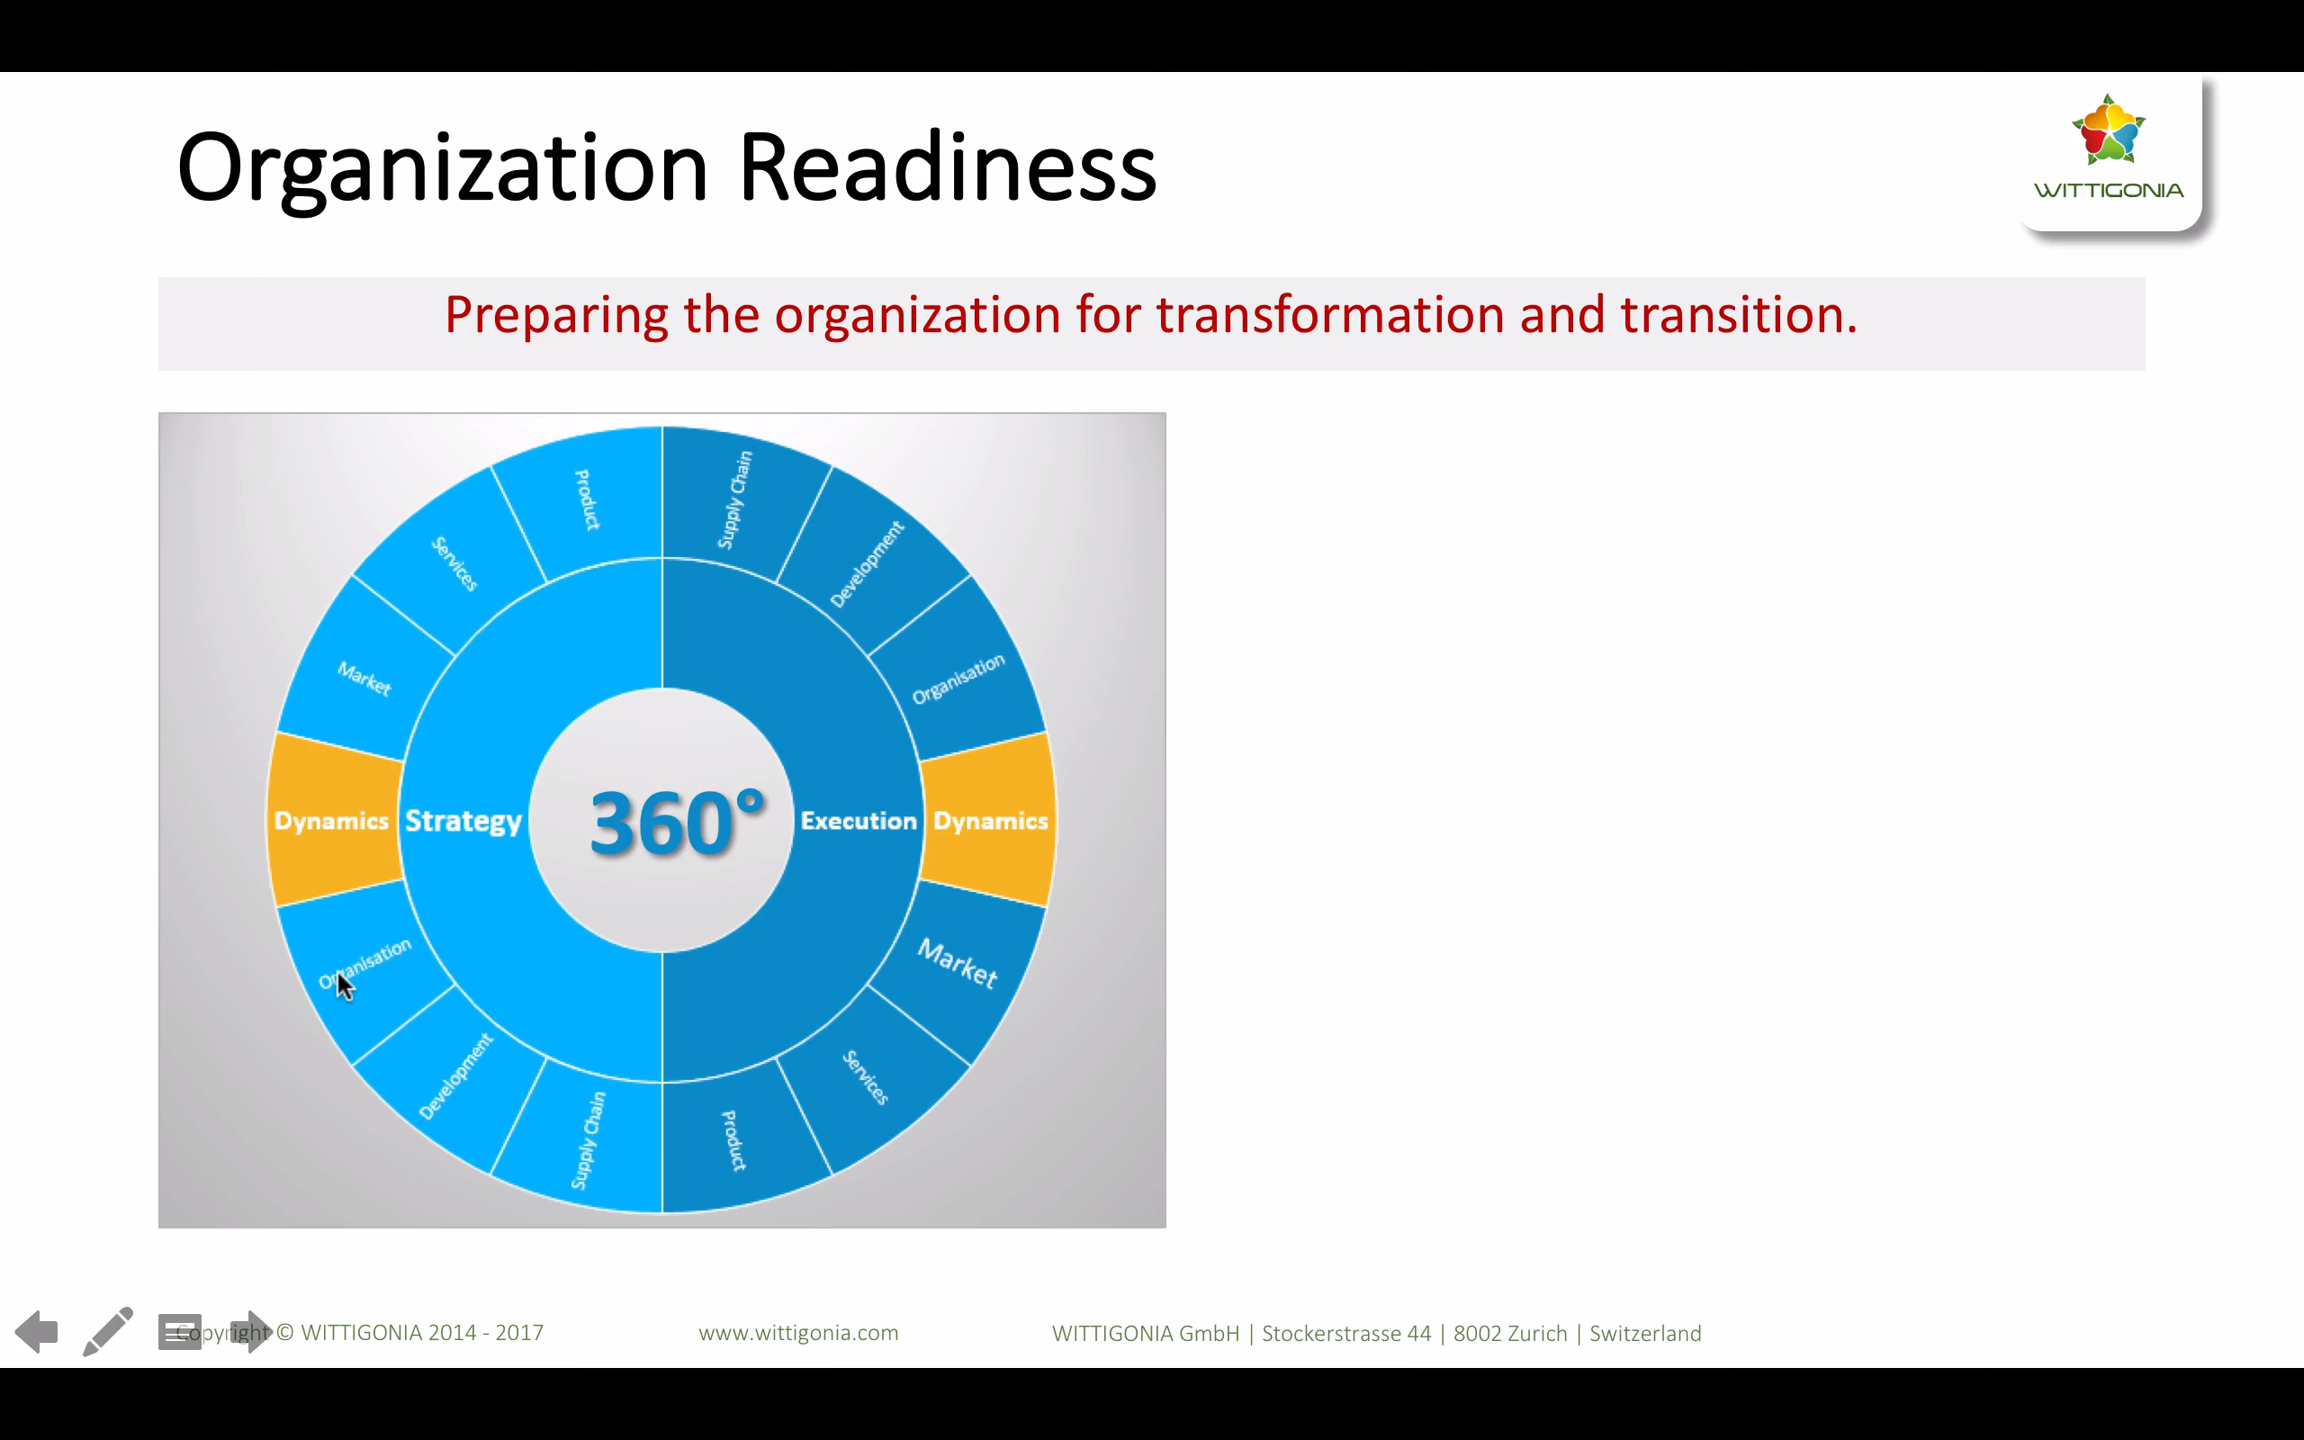 Organization Readiness
WITTIGONIA
Preparing the organization for transformation and transition.
Product
Supply Chain
Services
Development
Market
Organisation
Dynamics
Strategy
360°
Execution
Dynamics
Organisation
Market
Development
Services
Supply Chain
Product
Copyright © WITTIGONIA 2014 - 2017
www.wittigonia.com
WITTIGONIA GmbH | Stockerstrasse 44 | 8002 Zurich | Switzerland